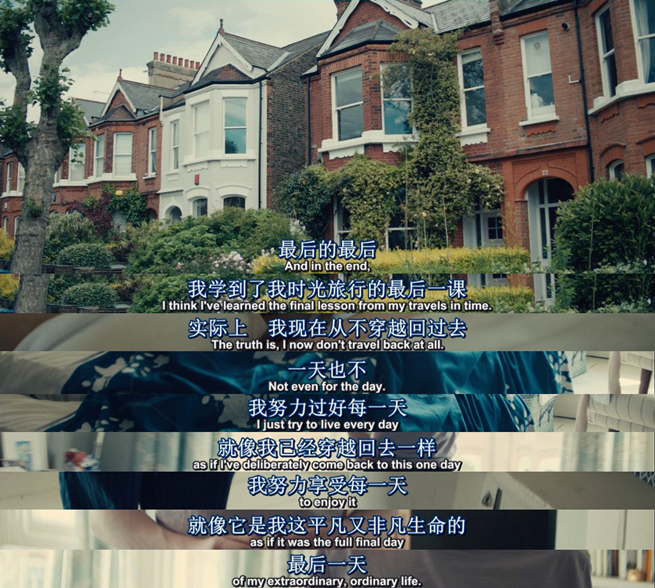 最后的最后
And in the end,
我学到了我时光旅行的最后一课
I think I've learned the final lesson from my travels in time.
实际上 我现在从不穿越回过去
The truth is, I now don't travel back at all.
一天也不
Not even for the day.
我努力过好每一天
I just try to live every day
就像我已经穿越回去一样
as if I've deliberately come back to this one day
我努力享受每一天
to enjoy it
就像它是我这平凡又非凡生命的
as if it was the full final day
最后一天
of my extraordinary, ordinary life.